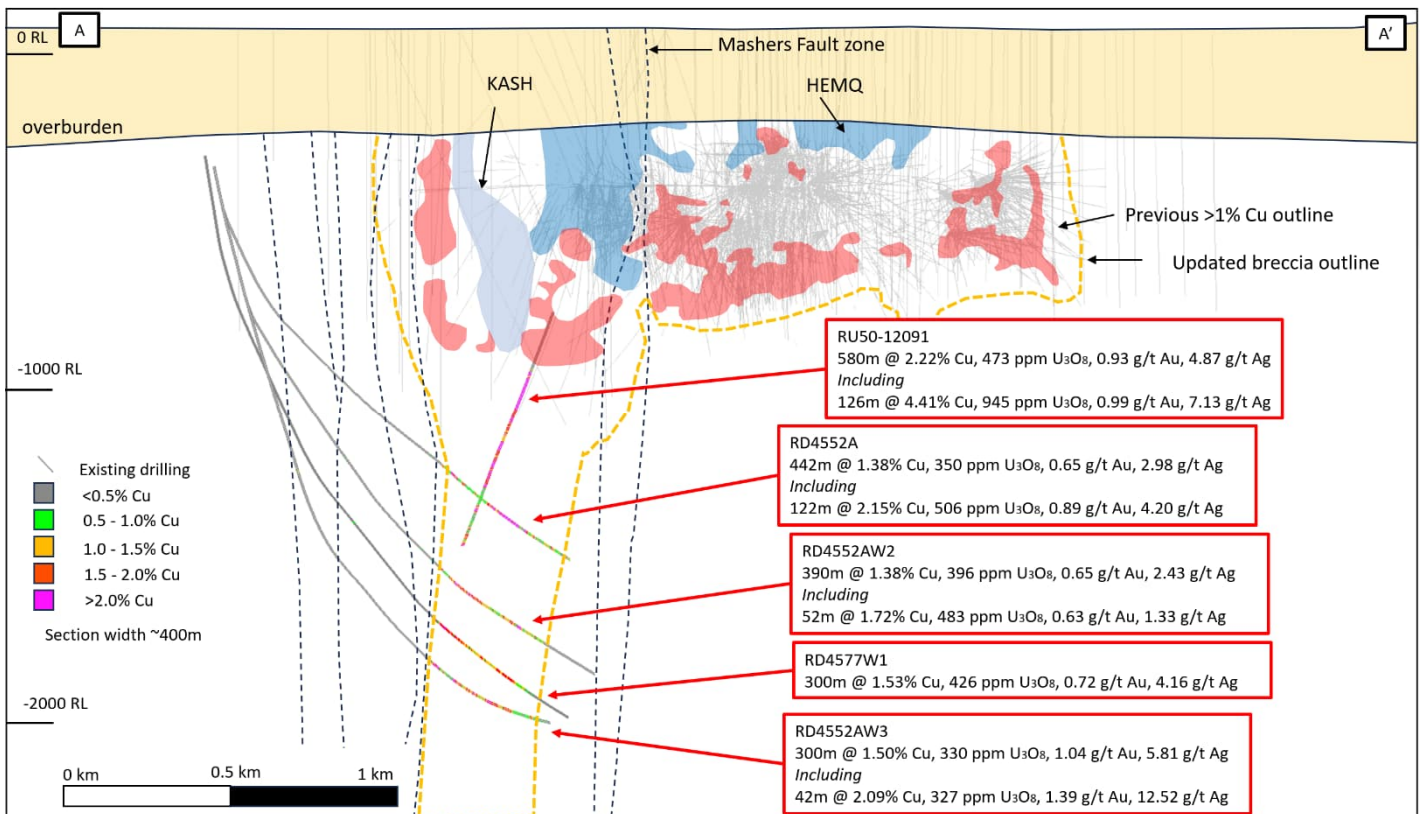 A
A'
0 RL
Mashers Fault zone
KASH
HEMQ
overburden
Previous >1% Cu outline
Updated breccia outline
-1000 RL
-2000 RL
RU50-12091
580m @ 2.22% Cu, 473 ppm U₃O₈, 0.93 g/t Au, 4.87 g/t Ag
Including
126m @ 4.41% Cu, 945 ppm U₃O₈, 0.99 g/t Au, 7.13 g/t Ag
RD4552A
442m @ 1.38% Cu, 350 ppm U₃O₈, 0.65 g/t Au, 2.98 g/t Ag
Including
122m @ 2.15% Cu, 506 ppm U₃O₈, 0.89 g/t Au, 4.20 g/t Ag
RD4552AW2
390m @ 1.38% Cu, 396 ppm U₃O₈, 0.65 g/t Au, 2.43 g/t Ag
Including
52m @ 1.72% Cu, 483 ppm U₃O₈, 0.63 g/t Au, 1.33 g/t Ag
RD4577W1
300m @ 1.53% Cu, 426 ppm U₃O₈, 0.72 g/t Au, 4.16 g/t Ag
RD4552AW3
300m @ 1.50% Cu, 330 ppm U₃O₈, 1.04 g/t Au, 5.81 g/t Ag
Including
42m @ 2.09% Cu, 327 ppm U₃O₈, 1.39 g/t Au, 12.52 g/t Ag
Existing drilling
<0.5% Cu
0.5 - 1.0% Cu
1.0 - 1.5% Cu
1.5 - 2.0% Cu
>2.0% Cu
Section width ~400m
0 km
0.5 km
1 km